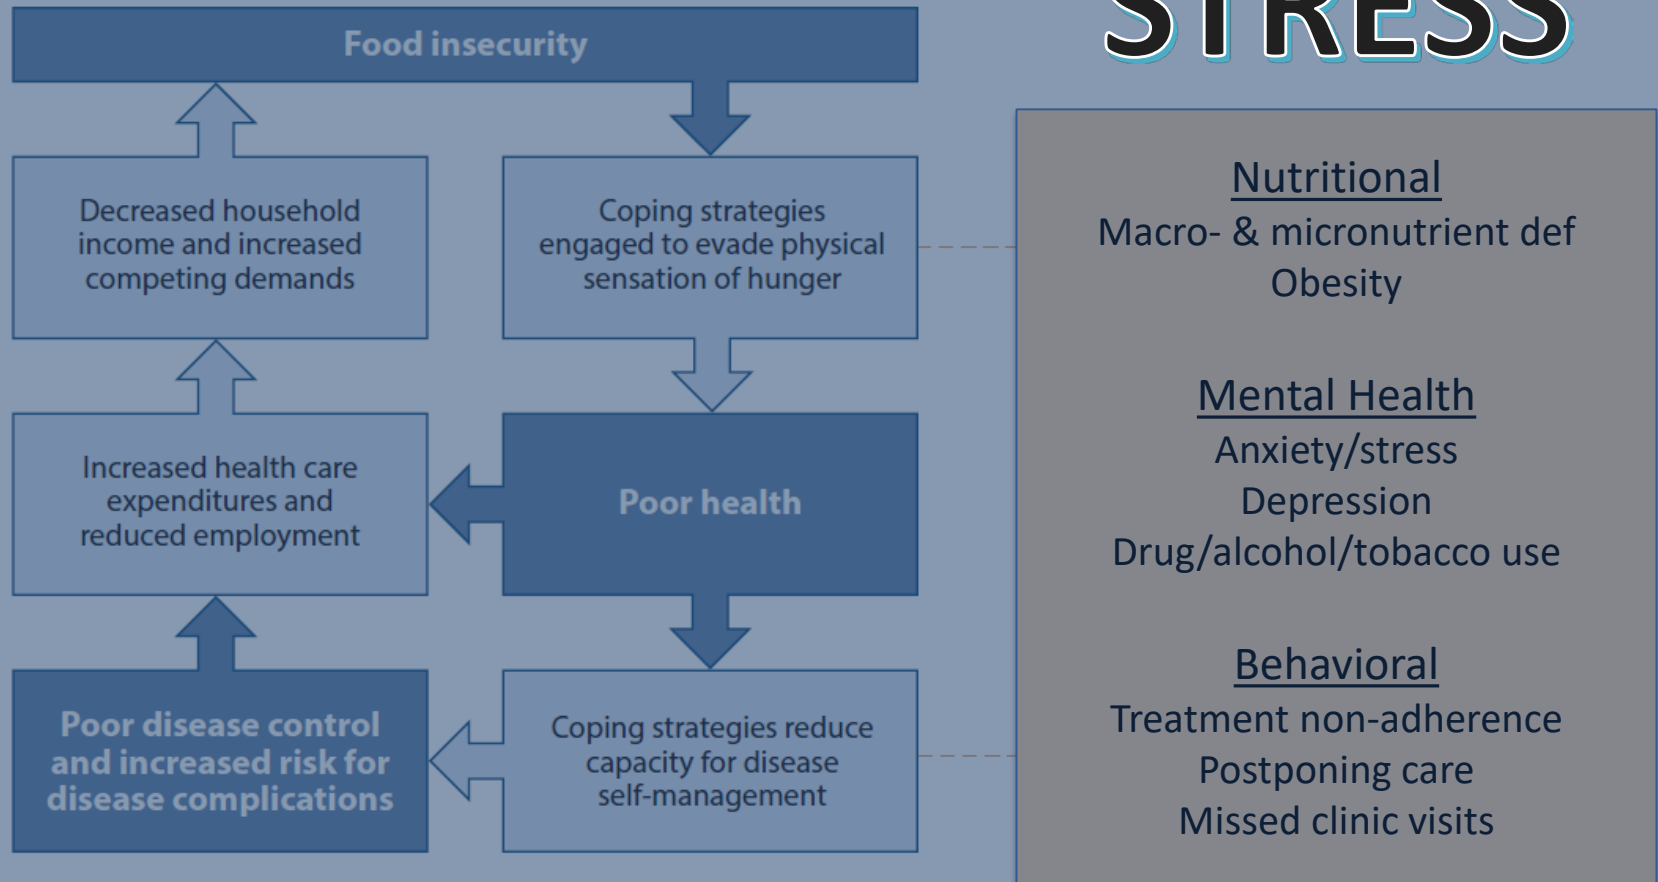 STRESS
Food insecurity
Decreased household
income and increased
competing demands
Coping strategies
engaged to evade physical
sensation of hunger
Increased health care
expenditures and
reduced employment
Poor health
Poor disease control
and increased risk for
disease complications
Coping strategies reduce
capacity for disease
self-management
Nutritional
Macro- & micronutrient def
Obesity
Mental Health
Anxiety/stress
Depression
Drug/alcohol/tobacco use
Behavioral
Treatment non-adherence
Postponing care
Missed clinic visits